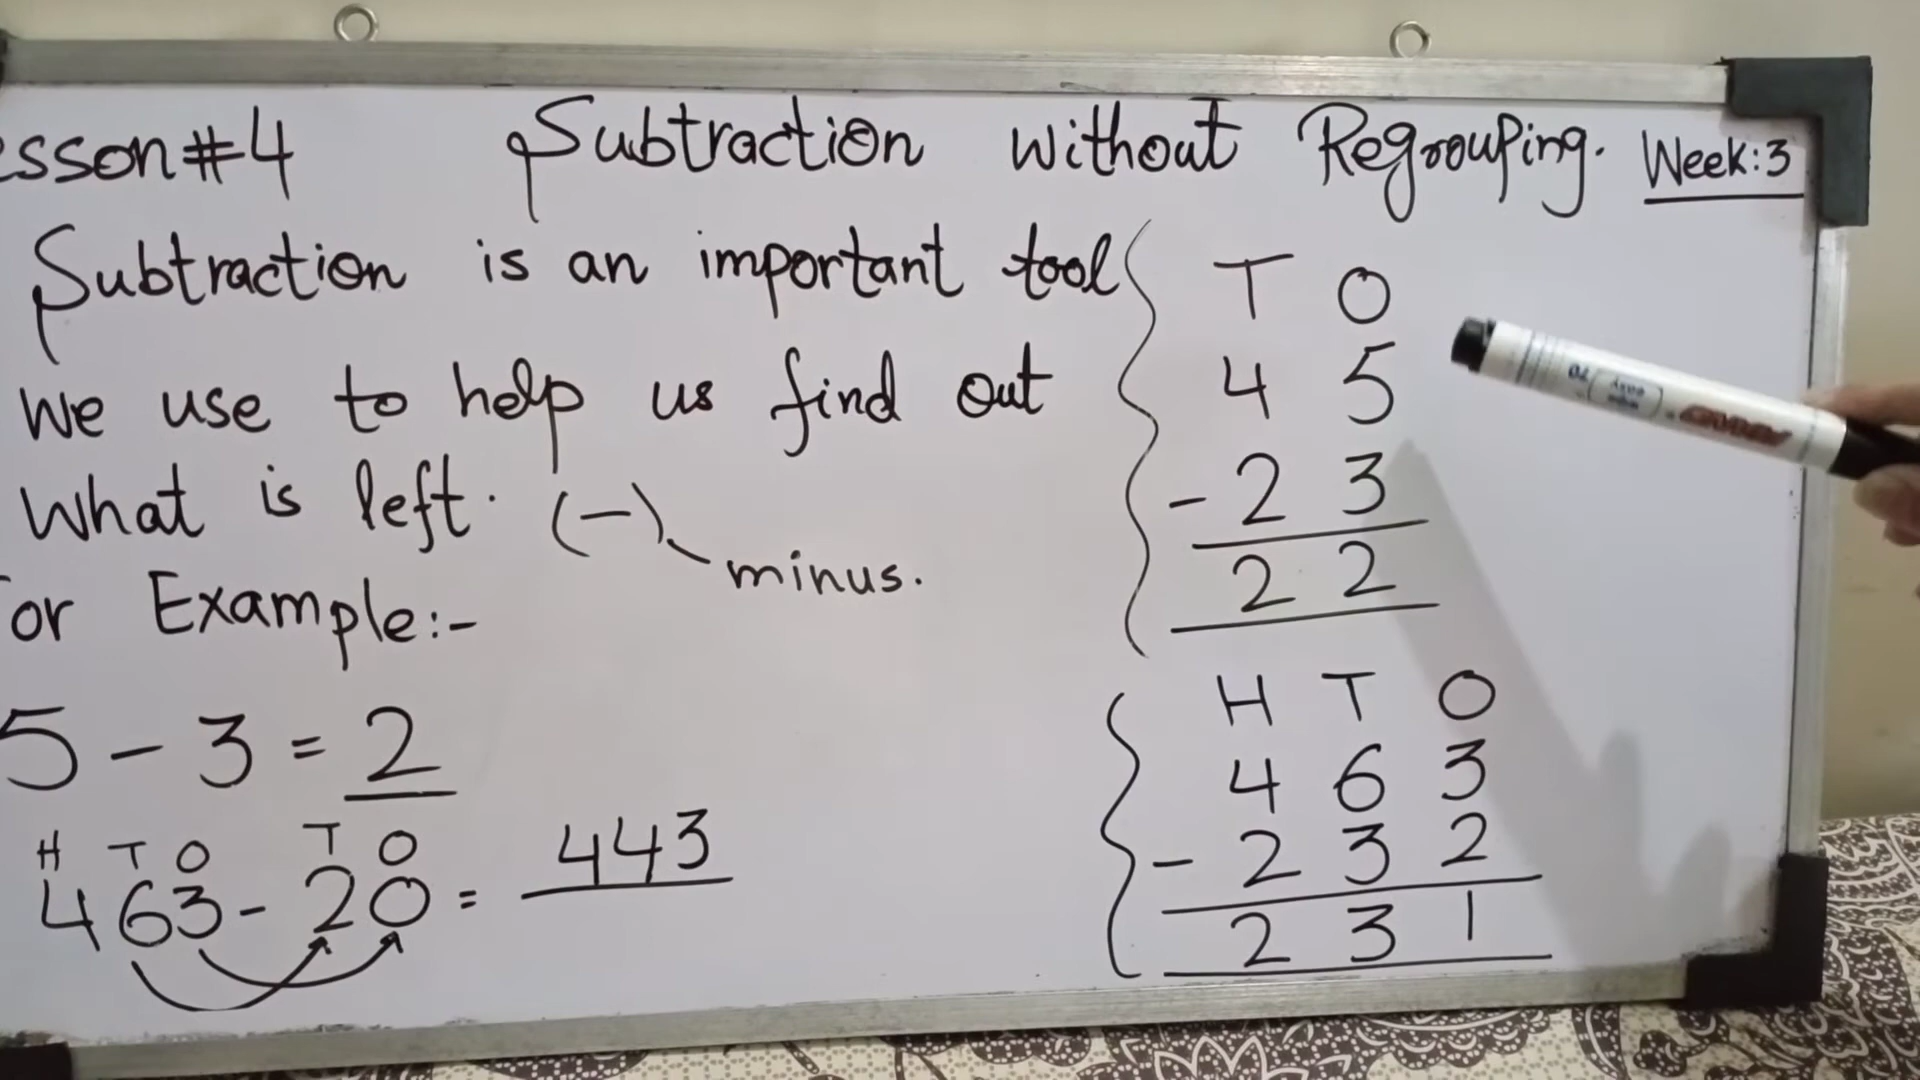 esson#4 Subtraction without Regrouping. Week:3
Subtraction is an important tool
We use to help us find out
What is left. (-) minus.
or Example:-
5 - 3 = 2
H T O T O
463 - 20 = 443
T O
4 5
- 2 3
2 2
H T O
4 6 3
- 2 3 2
2 3 1